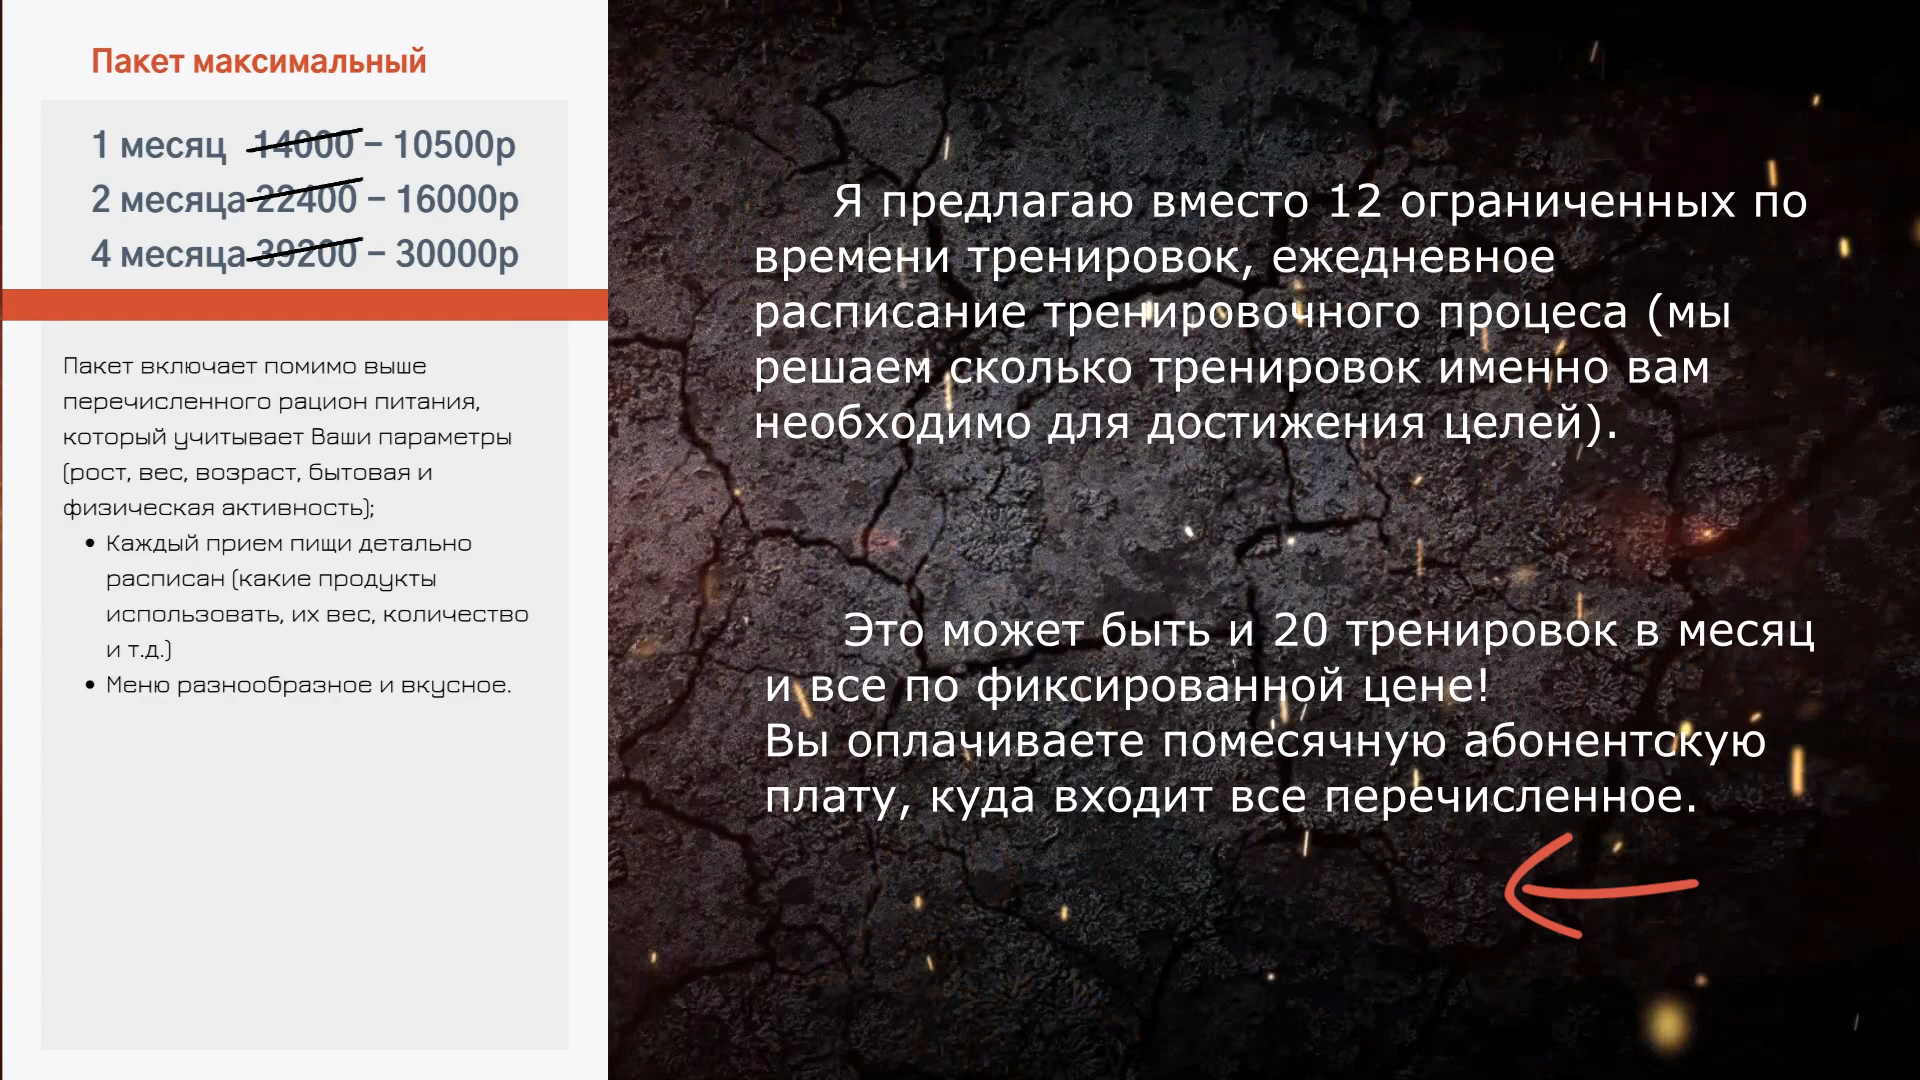 Пакет максимальный
1 месяц 14000 – 10500р
2 месяца 22400 – 16000р
4 месяца 39200 – 30000р
Пакет включает помимо выше
перечисленного рацион питания,
который учитывает Ваши параметры
(рост, вес, возраст, бытовая и
физическая активность);
• Каждый прием пищи детально
расписан (какие продукты
использовать, их вес, количество
и т.д.)
• Меню разнообразное и вкусное.
Я предлагаю вместо 12 ограниченных по
времени тренировок, ежедневное
расписание тренировочного процеса (мы
решаем сколько тренировок именно вам
необходимо для достижения целей).
Это может быть и 20 тренировок в месяц
и все по фиксированной цене!
Вы оплачиваете помесячную абонентскую
плату, куда входит все перечисленное.